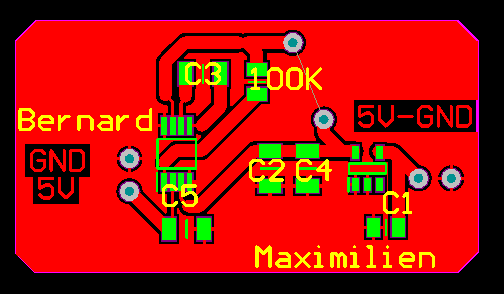 C3 100K
Bernard
5V-GND
GND
5V
C2 C4
C5
C1
Maximilien